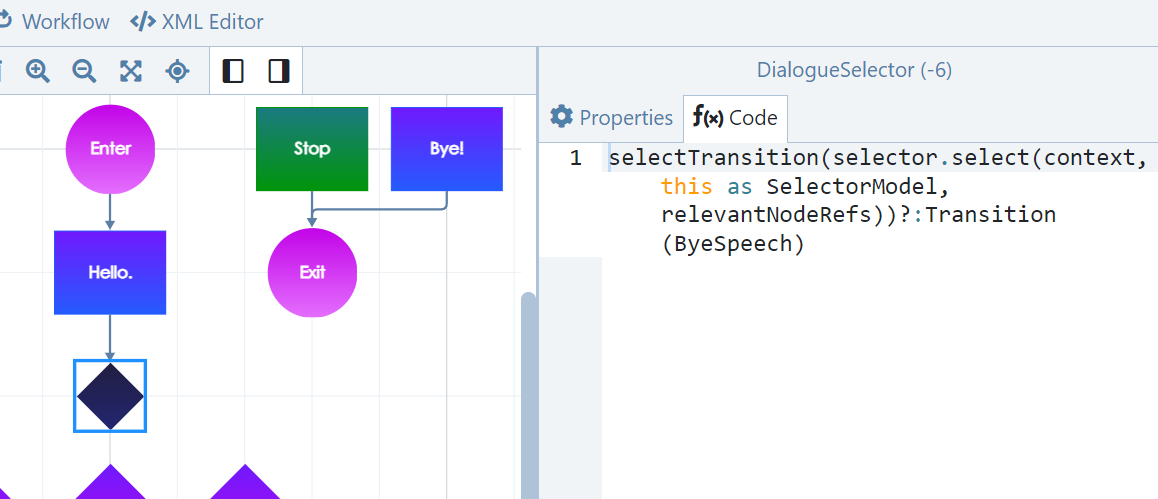 Workflow
</> XML Editor
DialogueSelector (-6)
Properties
f(x) Code
Enter
Stop
Bye!
Hello.
Exit
1
selectTransition(selector.select(context,
this as SelectorModel,
relevantNodeRefs))?:Transition
(ByeSpeech)